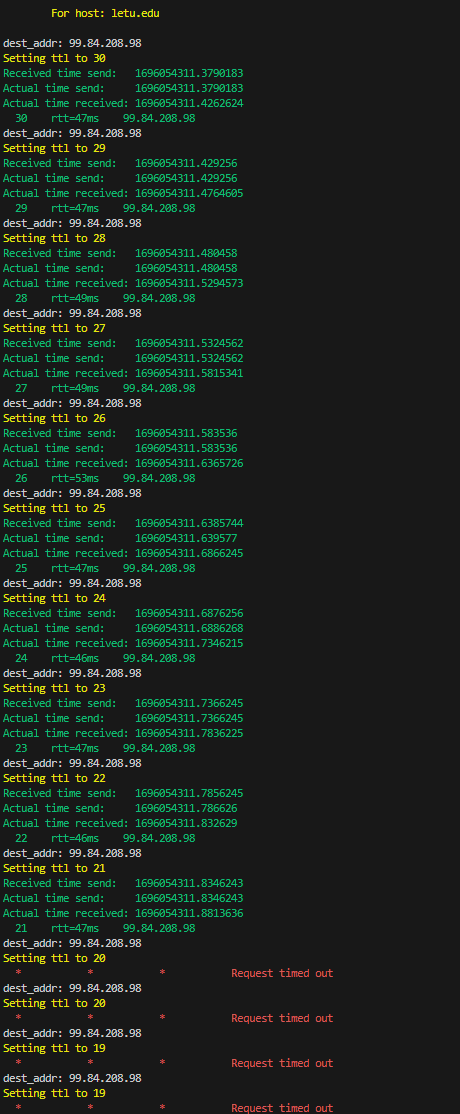 For host: letu.edu
dest_addr: 99.84.208.98
Setting ttl to 30
Received time send: 1696054311.3790183
Actual time send: 1696054311.3790183
Actual time received: 1696054311.4262624
30 rtt=47ms 99.84.208.98
dest_addr: 99.84.208.98
Setting ttl to 29
Received time send: 1696054311.429256
Actual time send: 1696054311.429256
Actual time received: 1696054311.4764605
29 rtt=47ms 99.84.208.98
dest_addr: 99.84.208.98
Setting ttl to 28
Received time send: 1696054311.480458
Actual time send: 1696054311.480458
Actual time received: 1696054311.5294573
28 rtt=49ms 99.84.208.98
dest_addr: 99.84.208.98
Setting ttl to 27
Received time send: 1696054311.5324562
Actual time send: 1696054311.5324562
Actual time received: 1696054311.5815341
27 rtt=49ms 99.84.208.98
dest_addr: 99.84.208.98
Setting ttl to 26
Received time send: 1696054311.583536
Actual time send: 1696054311.583536
Actual time received: 1696054311.6365726
26 rtt=53ms 99.84.208.98
dest_addr: 99.84.208.98
Setting ttl to 25
Received time send: 1696054311.6385744
Actual time send: 1696054311.639577
Actual time received: 1696054311.6866245
25 rtt=47ms 99.84.208.98
dest_addr: 99.84.208.98
Setting ttl to 24
Received time send: 1696054311.6876256
Actual time send: 1696054311.6886268
Actual time received: 1696054311.7346215
24 rtt=46ms 99.84.208.98
dest_addr: 99.84.208.98
Setting ttl to 23
Received time send: 1696054311.7366245
Actual time send: 1696054311.7366245
Actual time received: 1696054311.7836225
23 rtt=47ms 99.84.208.98
dest_addr: 99.84.208.98
Setting ttl to 22
Received time send: 1696054311.7856245
Actual time send: 1696054311.786626
Actual time received: 1696054311.832629
22 rtt=46ms 99.84.208.98
dest_addr: 99.84.208.98
Setting ttl to 21
Received time send: 1696054311.8346243
Actual time send: 1696054311.8346243
Actual time received: 1696054311.8813636
21 rtt=47ms 99.84.208.98
dest_addr: 99.84.208.98
Setting ttl to 20
* * * Request timed out
dest_addr: 99.84.208.98
Setting ttl to 20
* * * Request timed out
dest_addr: 99.84.208.98
Setting ttl to 19
* * * Request timed out
dest_addr: 99.84.208.98
Setting ttl to 19
* * * Request timed out